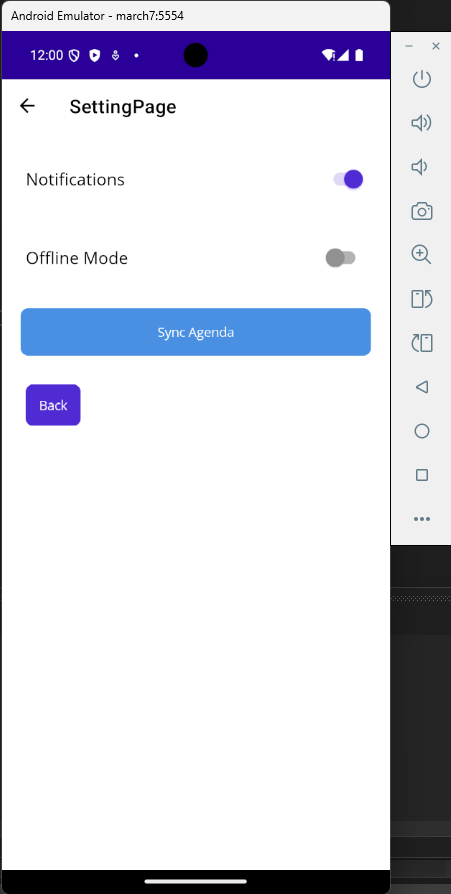 Android Emulator - march7:5554
12:00
SettingPage
Notifications
Offline Mode
Sync Agenda
Back